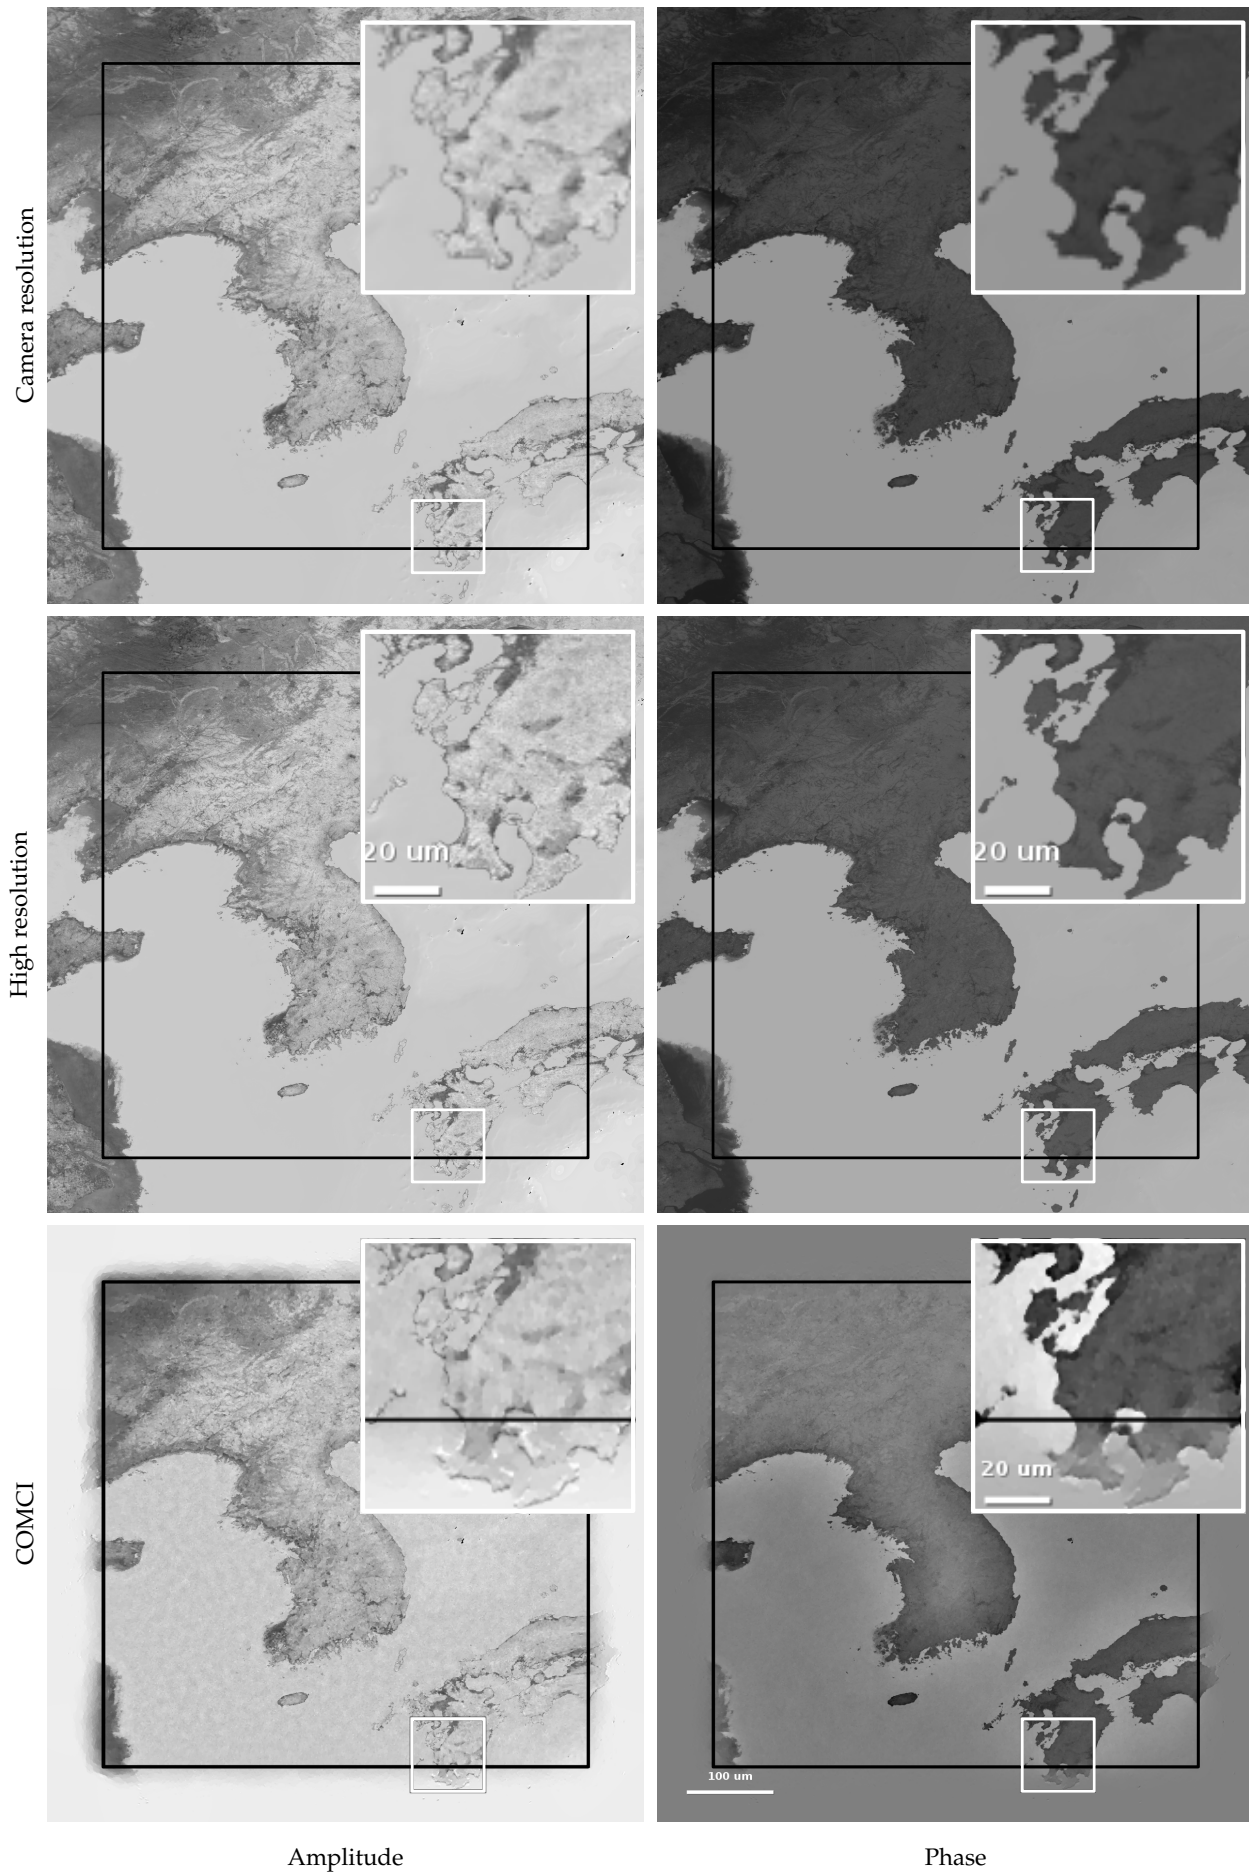 Camera resolution
High resolution
20 um
20 um
COMCI
20 um
100 um
Amplitude
Phase